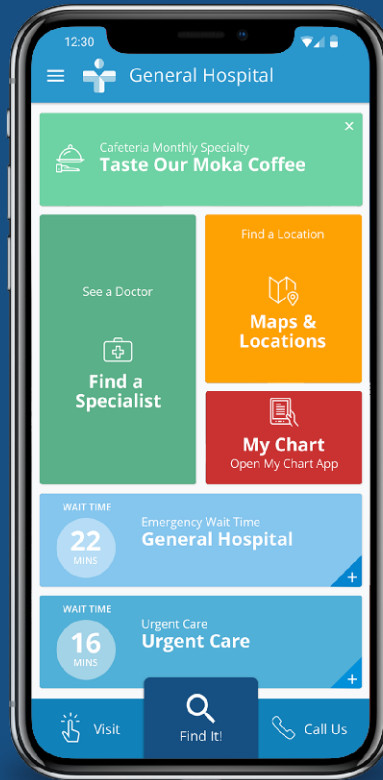 12:30
General Hospital
Cafeteria Monthly Specialty
Taste Our Moka Coffee
See a Doctor
Find a
Specialist
Find a Location
Maps &
Locations
My Chart
Open My Chart App
WAIT TIME
22
MINS
Emergency Wait Time
General Hospital
WAIT TIME
16
MINS
Urgent Care
Urgent Care
Visit
Find It!
Call Us